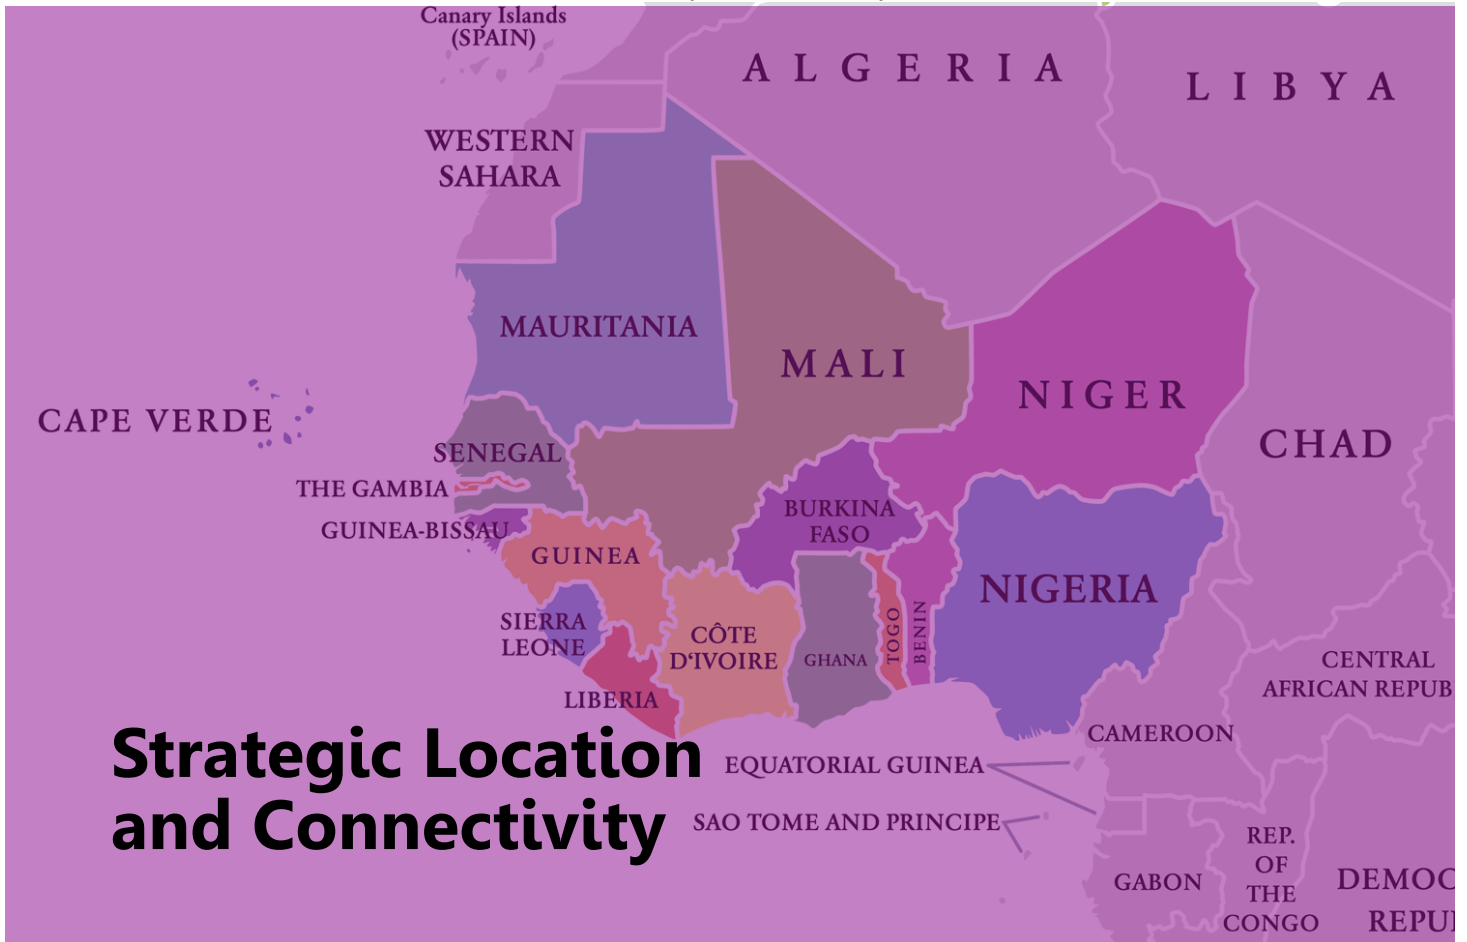 Canary Islands
(SPAIN)
ALGERIA
LIBYA
WESTERN
SAHARA
MAURITANIA
MALI
NIGER
CAPE VERDE
CHAD
SENEGAL
THE GAMBIA
GUINEA-BISSAU
BURKINA
FASO
GUINEA
NIGERIA
SIERRA
LEONE
CÔTE
D‘IVOIRE
GHANA
TOGO
BENIN
LIBERIA
CENTRAL
AFRICAN REPUB
CAMEROON
Strategic Location
and Connectivity
EQUATORIAL GUINEA
SAO TOME AND PRINCIPE
GABON
REP.
OF
THE
CONGO
DEMOC
REPU